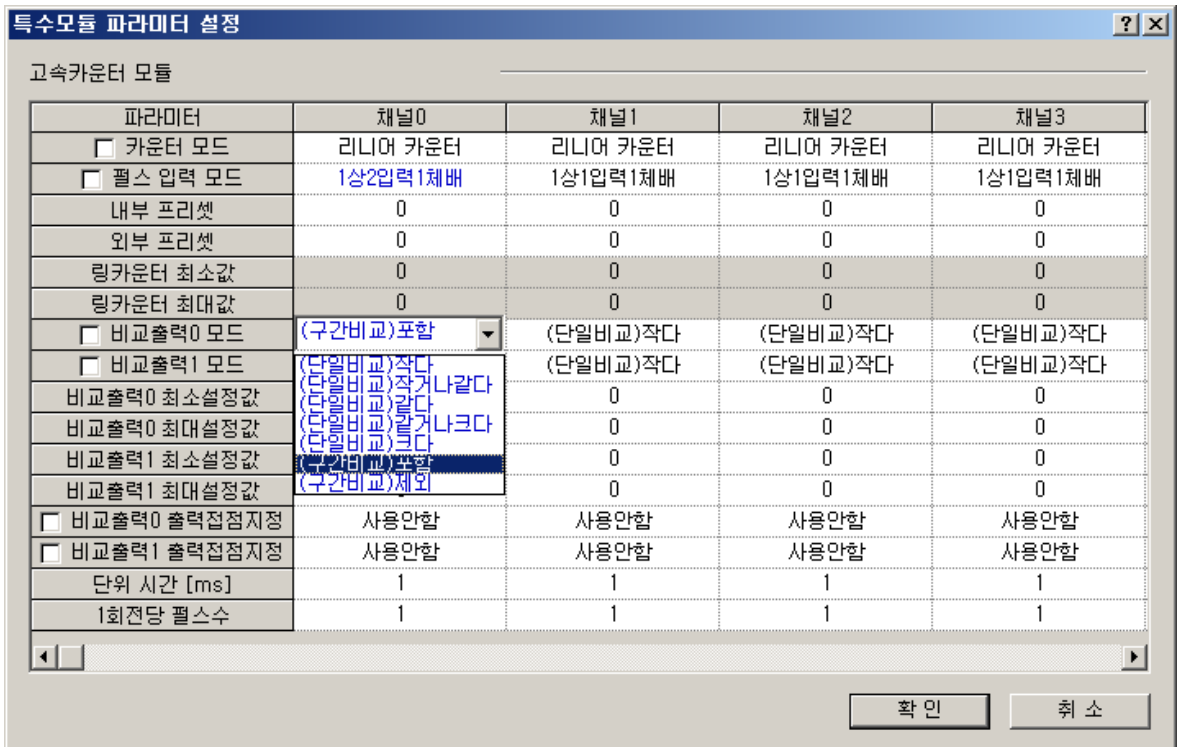 특수모듈 파라미터 설정
고속카운터 모듈
파라미터 채널0 채널1 채널2 채널3
카운터 모드 리니어 카운터 리니어 카운터 리니어 카운터 리니어 카운터
펄스 입력 모드 1상2입력1체배 1상1입력1체배 1상1입력1체배 1상1입력1체배
내부 프리셋 0 0 0 0
외부 프리셋 0 0 0 0
링카운터 최소값 0 0 0 0
링카운터 최대값 0 0 0 0
비교출력0 모드 (구간비교)포함 (단일비교)작다 (단일비교)작다 (단일비교)작다
비교출력1 모드 (단일비교)작다 (단일비교)작다 (단일비교)작다 (단일비교)작다
(단일비교)작거나같다
비교출력0 최소설정값 (단일비교)같다 0 0 0
비교출력0 최대설정값 (단일비교)같거나크다 0 0 0
(단일비교)크다
비교출력1 최소설정값 (구간비교)포함 0 0 0
비교출력1 최대설정값 (구간비교)제외 0 0 0
비교출력0 출력접점지정 사용안함 사용안함 사용안함 사용안함
비교출력1 출력접점지정 사용안함 사용안함 사용안함 사용안함
단위 시간 [ms] 1 1 1 1
1회전당 펄스수 1 1 1 1
확인 취소